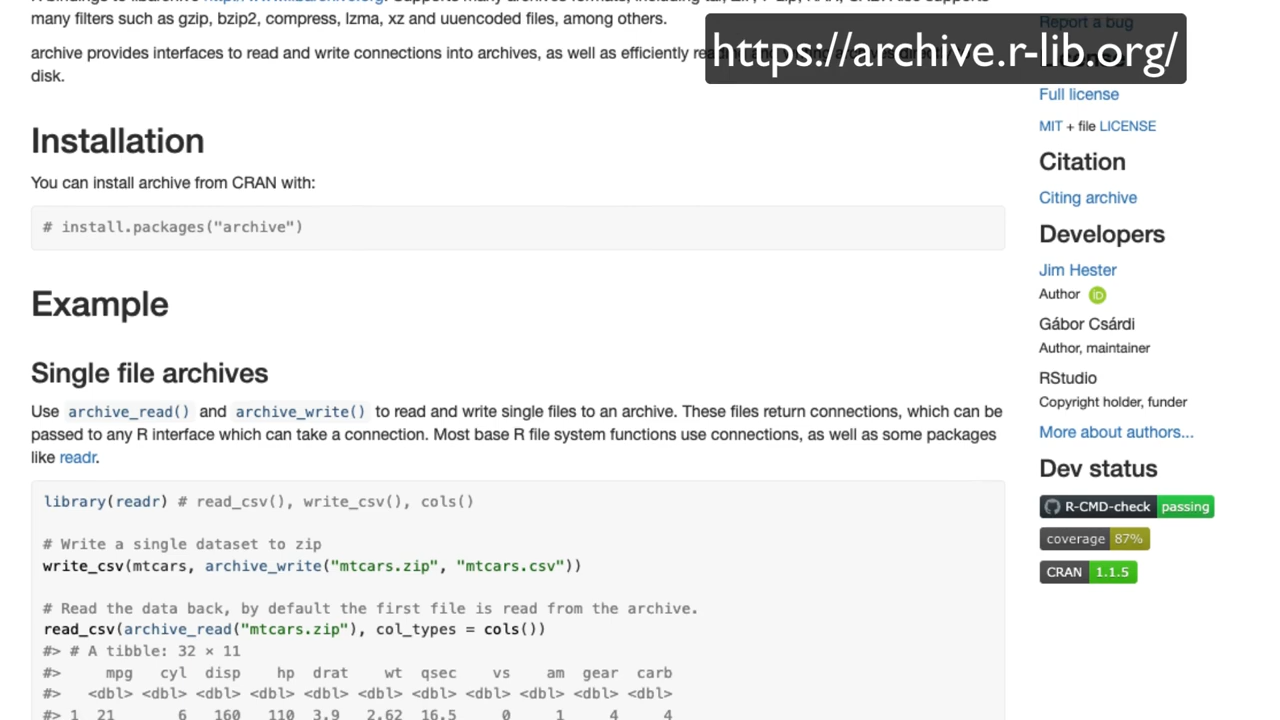 many filters such as gzip, bzip2, compress, lzma, xz and uuencoded files, among others.
archive provides interfaces to read and write connections into archives, as well as efficiently
disk.
Installation
You can install archive from CRAN with:
# install.packages("archive")
Example
Single file archives
Use archive_read() and archive_write() to read and write single files to an archive. These files return connections, which can be
passed to any R interface which can take a connection. Most base R file system functions use connections, as well as some packages
like readr.
library(readr) # read_csv(), write_csv(), cols()
# Write a single dataset to zip
write_csv(mtcars, archive_write("mtcars.zip", "mtcars.csv"))
# Read the data back, by default the first file is read from the archive.
read_csv(archive_read("mtcars.zip"), col_types = cols())
#> # A tibble: 32 × 11
#> mpg cyl disp hp drat wt qsec vs am gear carb
#> <dbl> <dbl> <dbl> <dbl> <dbl> <dbl> <dbl> <dbl> <dbl> <dbl> <dbl>
#> 1 21 6 160 110 3.9 2.62 16.5 0 1 4 4
https://archive.r-lib.org/
Report a bug
Full license
MIT + file LICENSE
Citation
Citing archive
Developers
Jim Hester
Author iD
Gábor Csárdi
Author, maintainer
RStudio
Copyright holder, funder
More about authors...
Dev status
R-CMD-check passing
coverage 87%
CRAN 1.1.5